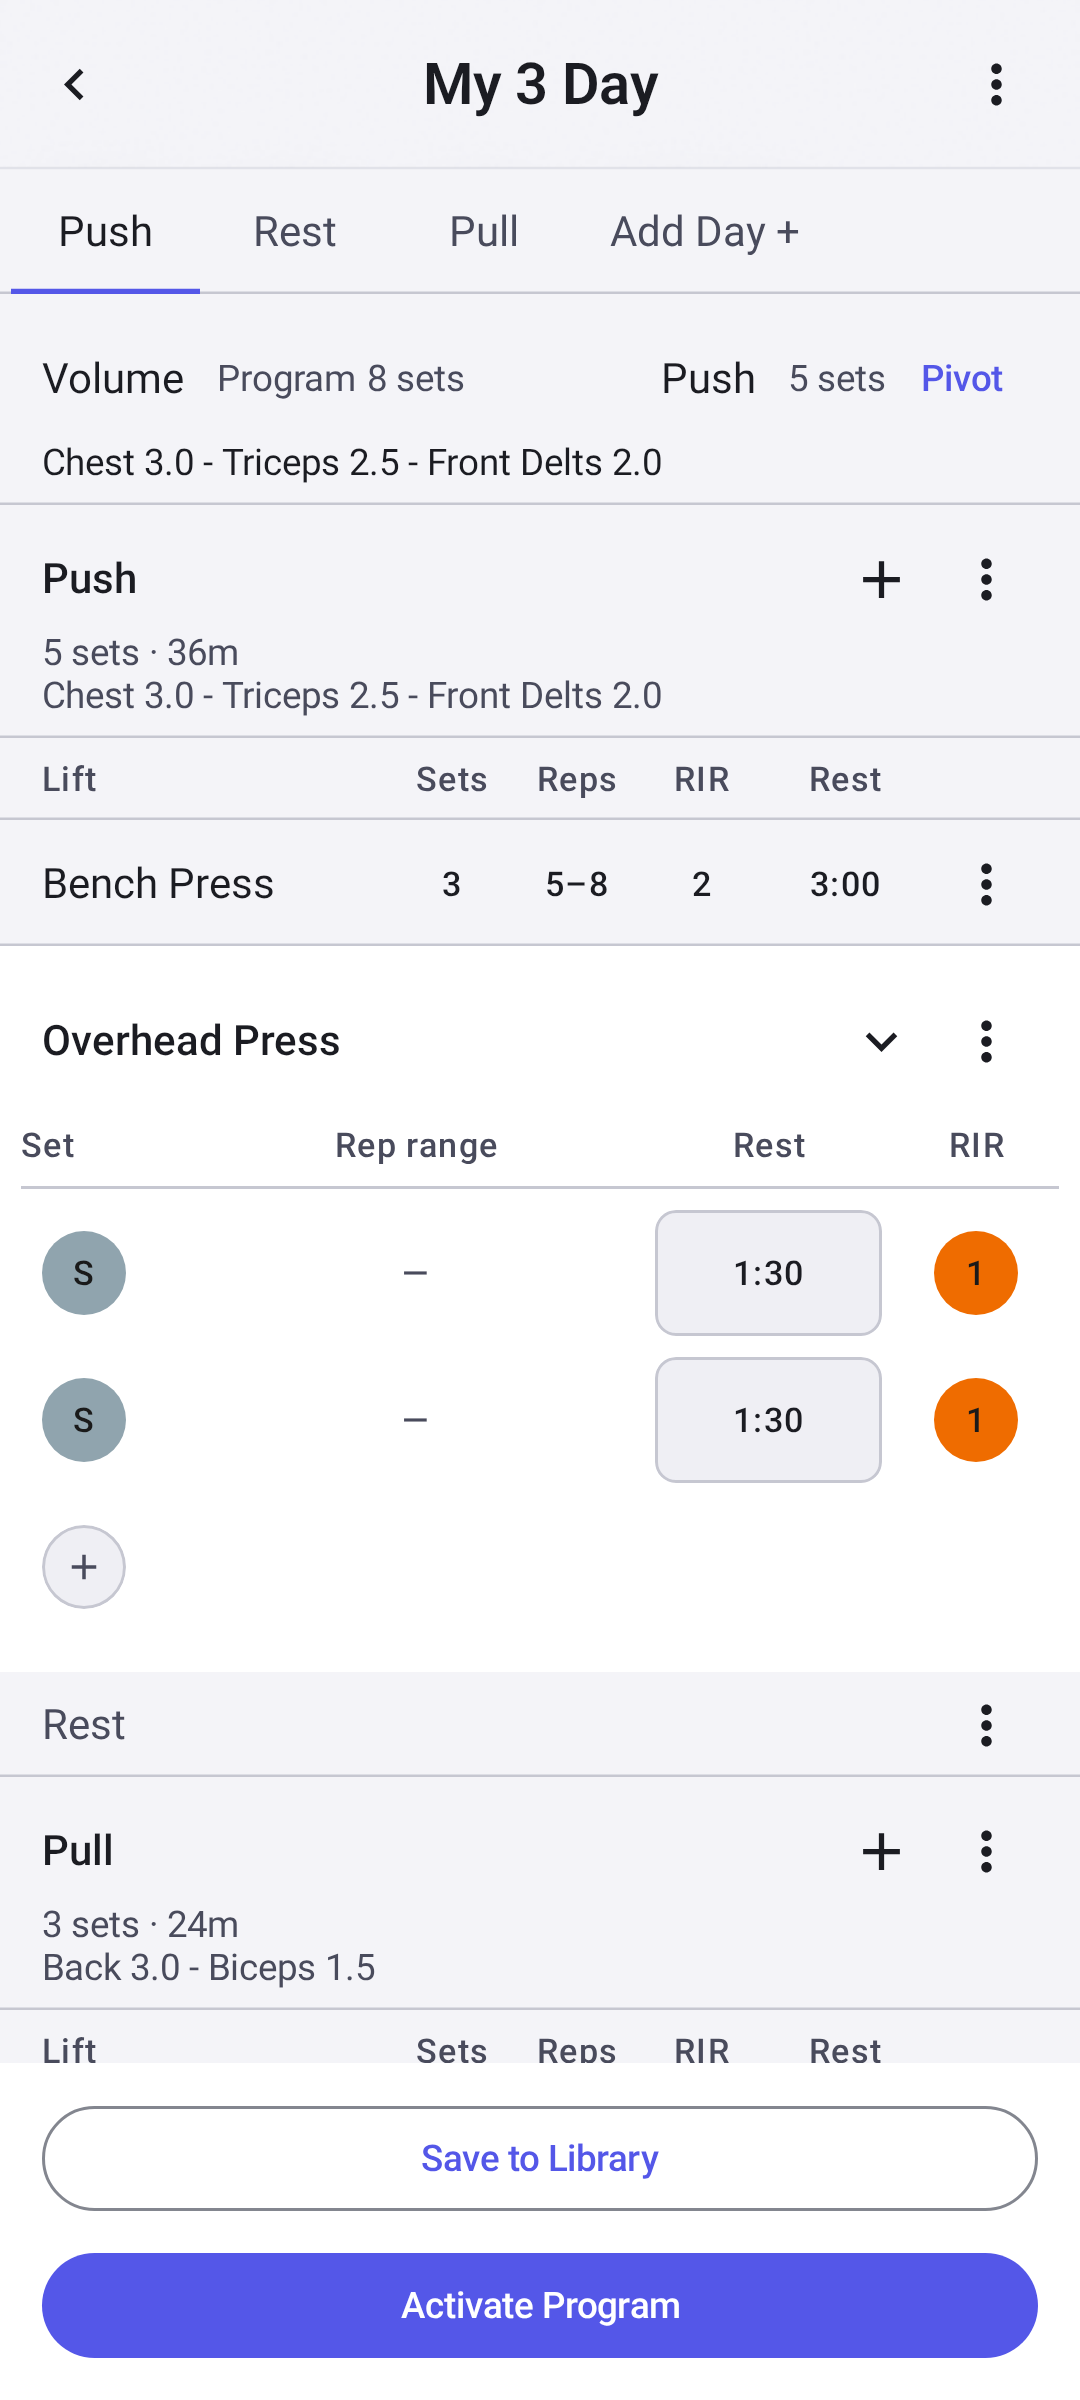 My 3 Day
Push Rest Pull Add Day +
Volume Program 8 sets Push 5 sets Pivot
Chest 3.0 - Triceps 2.5 - Front Delts 2.0
Push +
5 sets · 36m
Chest 3.0 - Triceps 2.5 - Front Delts 2.0
Lift Sets Reps RIR Rest
Bench Press 3 5–8 2 3:00
Overhead Press
Set Rep range Rest RIR
S – 1:30 1
S – 1:30 1
+
Rest
Pull +
3 sets · 24m
Back 3.0 - Biceps 1.5
Lift Sets Reps RIR Rest
Save to Library
Activate Program